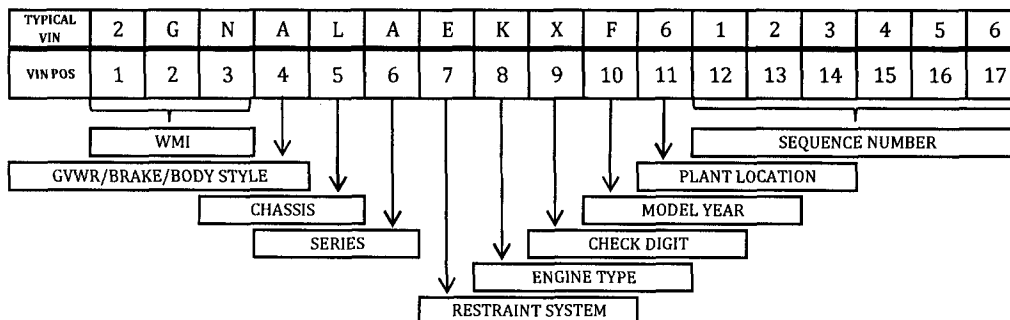 TYPICAL VIN 2 G N A L A E K X F 6 1 2 3 4 5 6
VIN POS 1 2 3 4 5 6 7 8 9 10 11 12 13 14 15 16 17
WMI SEQUENCE NUMBER
GVWR/BRAKE/BODY STYLE PLANT LOCATION
CHASSIS MODEL YEAR
SERIES CHECK DIGIT
ENGINE TYPE
RESTRAINT SYSTEM